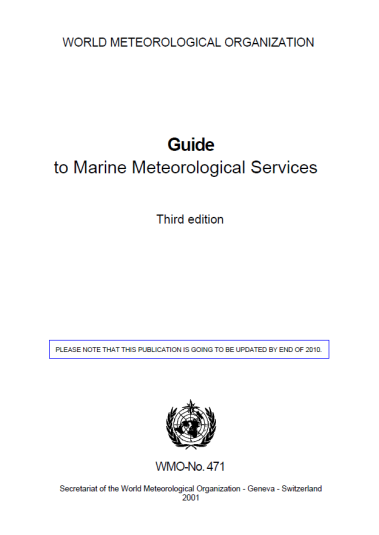 WORLD METEOROLOGICAL ORGANIZATION
Guide
to Marine Meteorological Services
Third edition
PLEASE NOTE THAT THIS PUBLICATION IS GOING TO BE UPDATED BY END OF 2010.
WMO-No. 471
Secretariat of the World Meteorological Organization - Geneva - Switzerland
2001